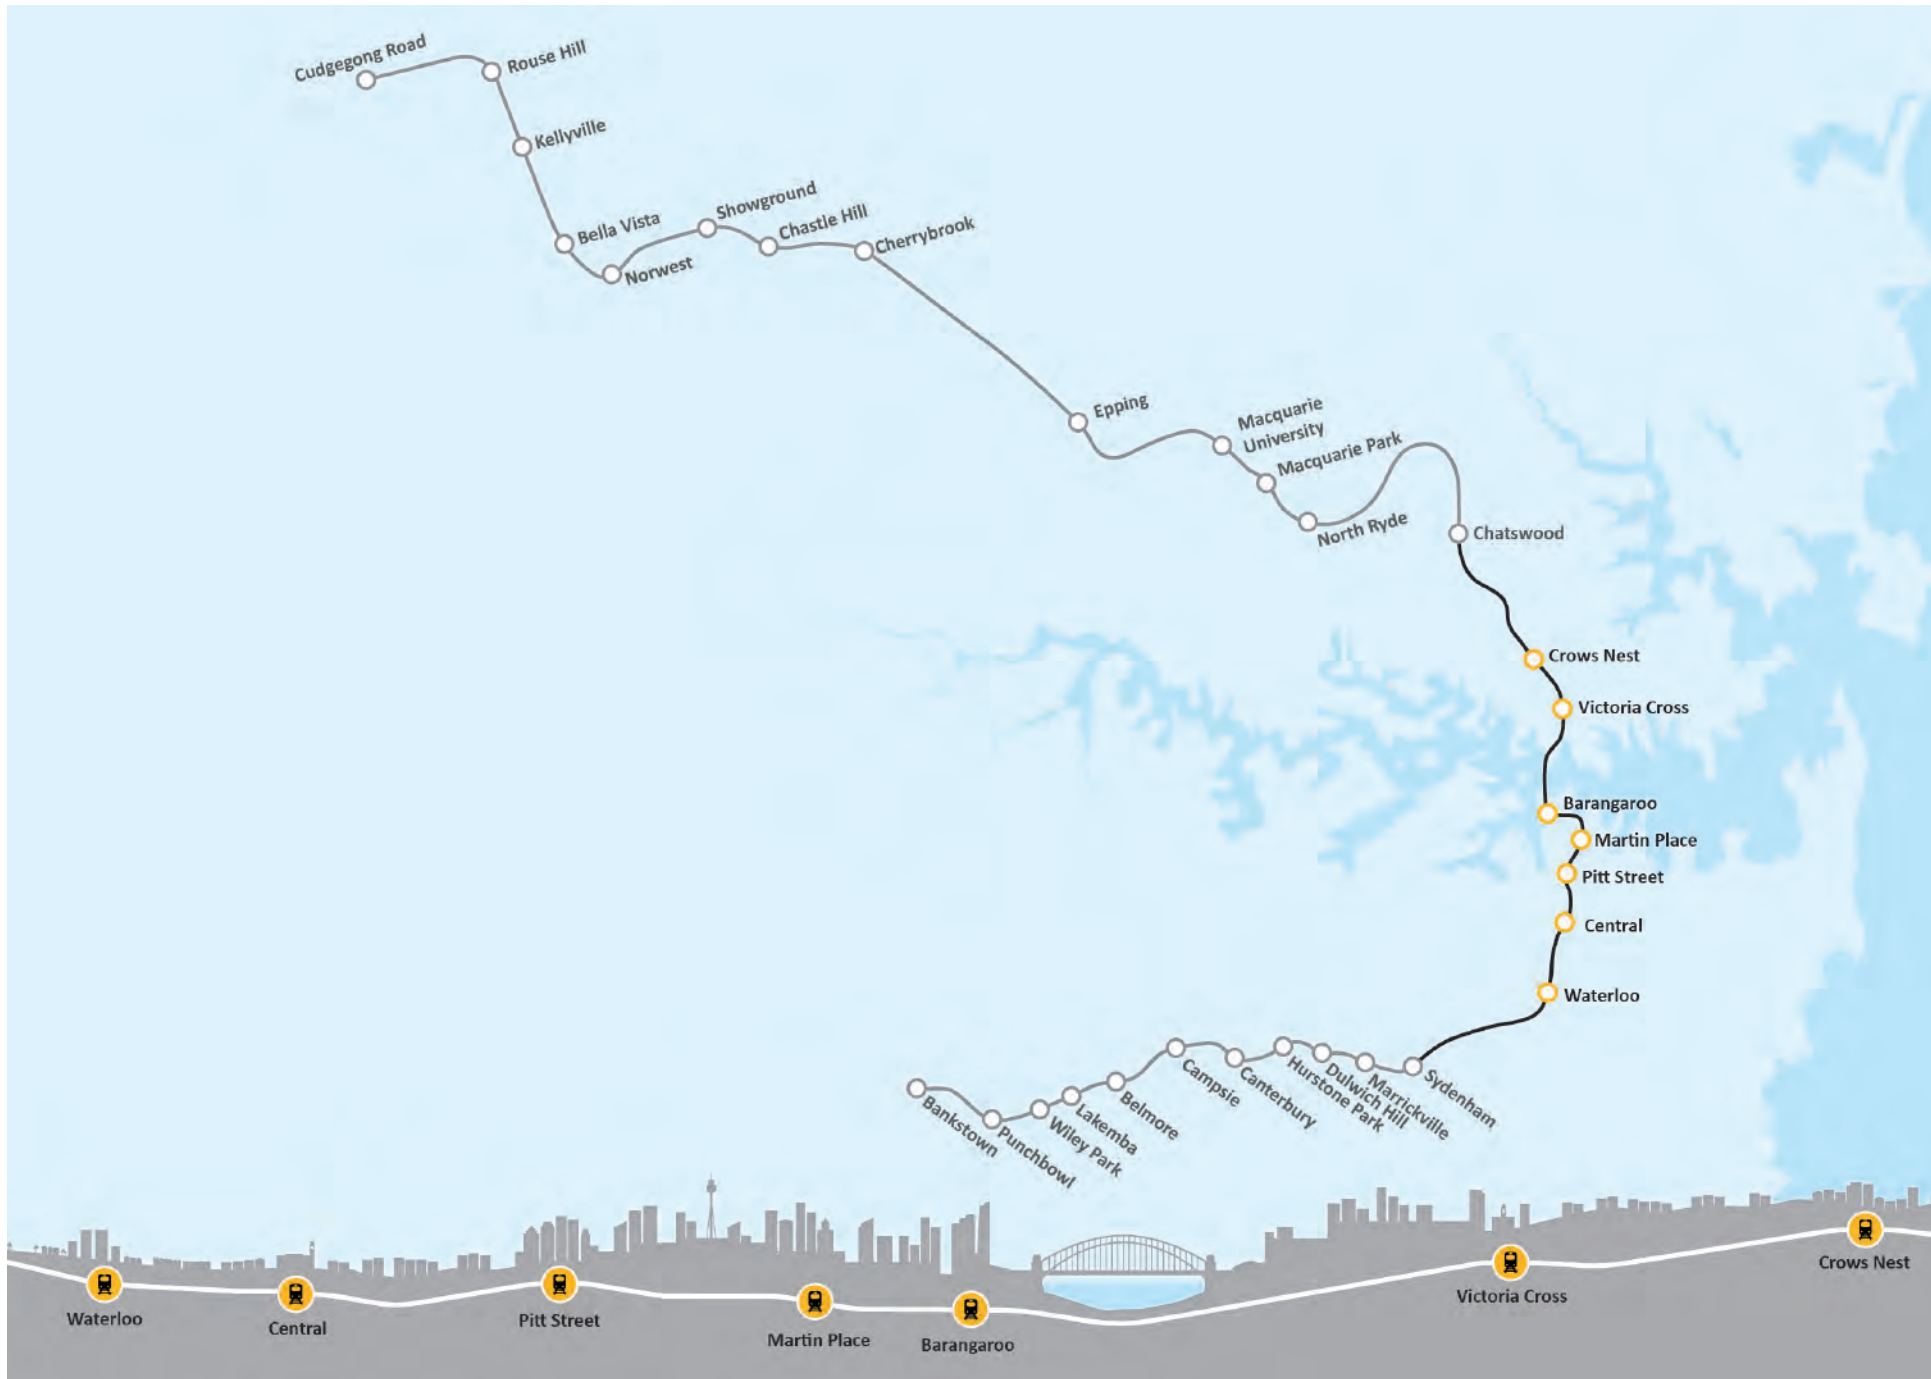 Cudgegong Road
Rouse Hill
Kellyville
Bella Vista
Norwest
Showground
Chastle Hill
Cherrybrook
Epping
Macquarie
University
Macquarie Park
North Ryde
Chatswood
Crows Nest
Victoria Cross
Barangaroo
Martin Place
Pitt Street
Central
Waterloo
Sydenham
Marrickville
Dulwich Hill
Hurstone Park
Canterbury
Campsie
Belmore
Lakemba
Wiley Park
Punchbowl
Bankstown
Waterloo
Central
Pitt Street
Martin Place
Barangaroo
Victoria Cross
Crows Nest